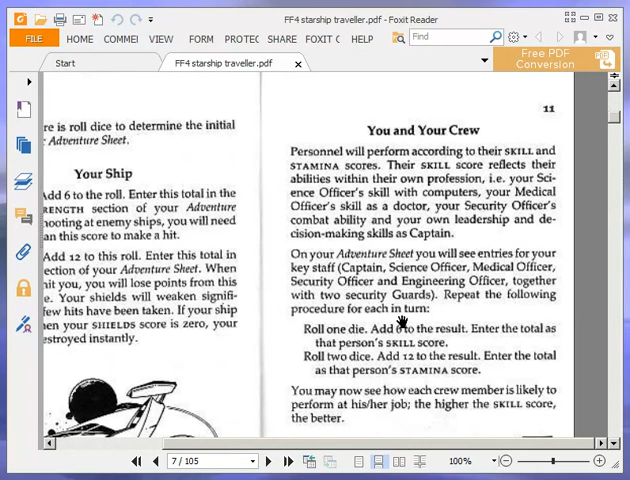 FF4 starship traveller.pdf - Foxit Reader
FILE HOME COMMEI VIEW FORM PROTEC SHARE FOXIT C HELP Find
Start FF4 starship traveller.pdf Free PDF
Conversion
re is roll dice to determine the initial
Adventure Sheet.
Your Ship
Add 6 to the roll. Enter this total in the
RENGTH section of your Adventure
hooting at enemy ships, you will need
an this score to make a hit.
Add 12 to this roll. Enter this total in
ection of your Adventure Sheet. When
hit you, you will lose points from this
e. Your shields will weaken signifi-
few hits have been taken. If your ship
en your SHIELDS score is zero, your
estroyed instantly.
11
You and Your Crew
Personnel will perform according to their SKILL and
STAMINA scores. Their SKILL score reflects their
abilities within their own profession, i.e. your Sci-
ence Officer's skill with computers, your Medical
Officer's skill as a doctor, your Security Officer's
combat ability and your own leadership and de-
cision-making skills as Captain.
On your Adventure Sheet you will see entries for your
key staff (Captain, Science Officer, Medical Officer,
Security Officer and Engineering Officer, together
with two security Guards). Repeat the following
procedure for each in turn:
Roll one die. Add 6 to the result. Enter the total as
that person's SKILL score.
Roll two dice. Add 12 to the result. Enter the total
as that person's STAMINA score.
You may now see how each crew member is likely to
perform at his/her job; the higher the SKILL score,
the better.
7 / 105 100%